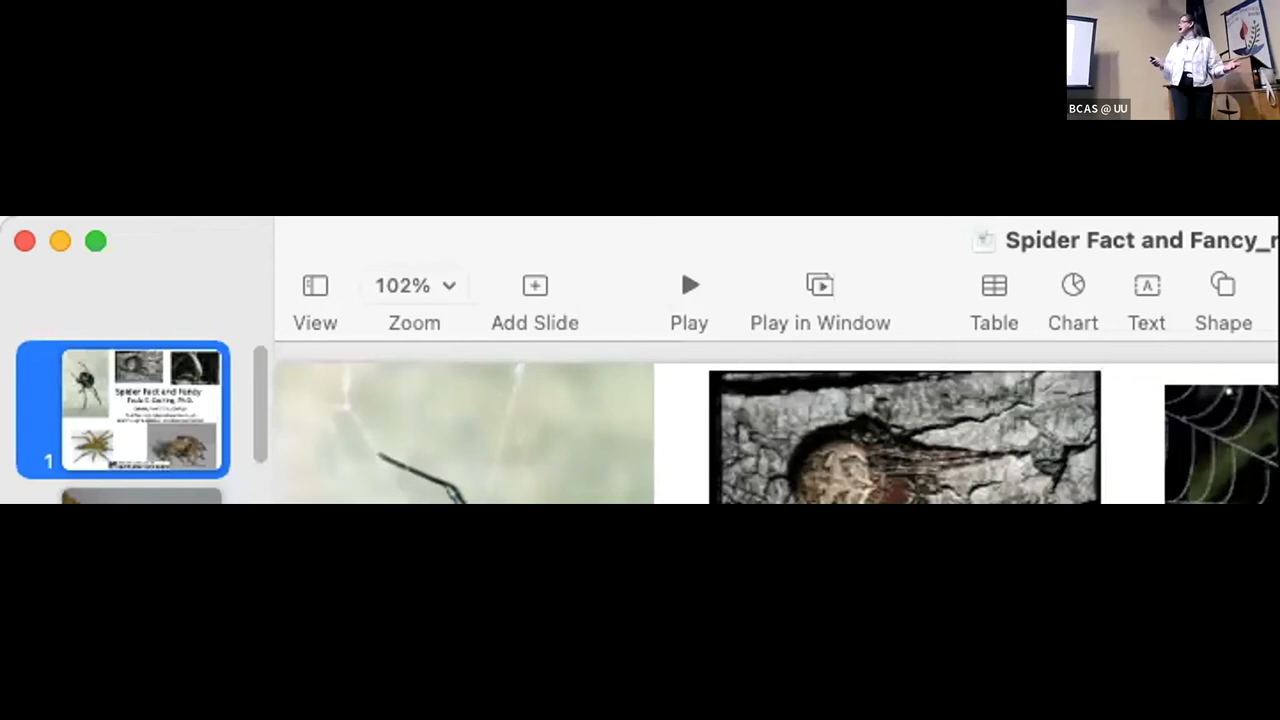 BCAS @ UU
Spider Fact and Fancy_
102%
View
Zoom
Add Slide
Play
Play in Window
Table
Chart
Text
Shape
Spider Fact and Fancy
1